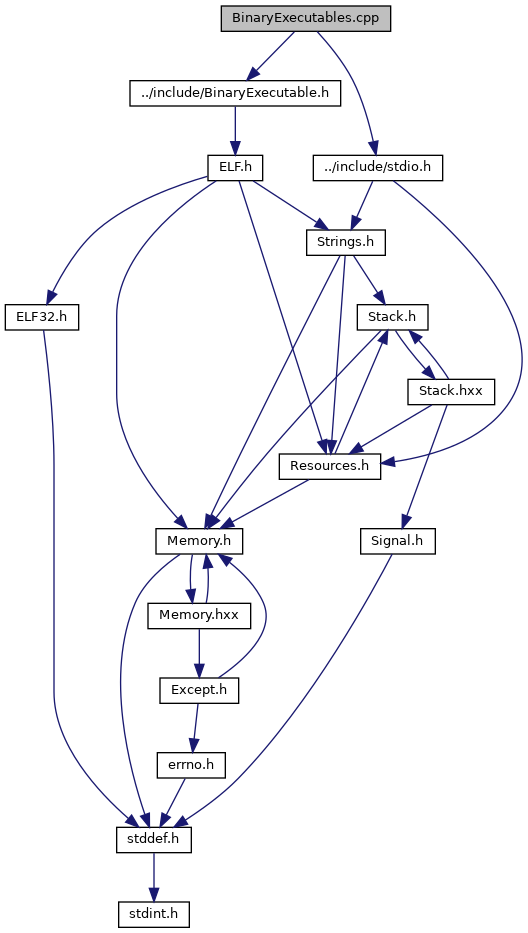 BinaryExecutables.cpp
../include/BinaryExecutable.h
ELF.h
../include/stdio.h
Strings.h
ELF32.h
Stack.h
Stack.hxx
Resources.h
Memory.h
Signal.h
Memory.hxx
Except.h
errno.h
stddef.h
stdint.h